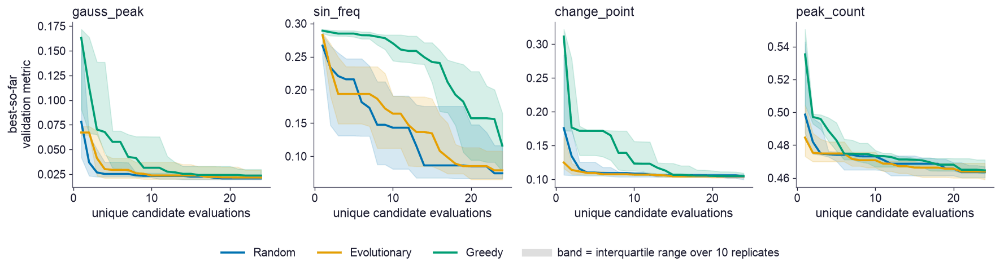 gauss_peak
sin_freq
change_point
peak_count
best-so-far
validation metric
0.175
0.150
0.125
0.100
0.075
0.050
0.025
0 10 20
unique candidate evaluations
0.30
0.25
0.20
0.15
0.10
0 10 20
unique candidate evaluations
0.30
0.25
0.20
0.15
0.10
0 10 20
unique candidate evaluations
0.54
0.52
0.50
0.48
0.46
0 10 20
unique candidate evaluations
Random Evolutionary Greedy band = interquartile range over 10 replicates